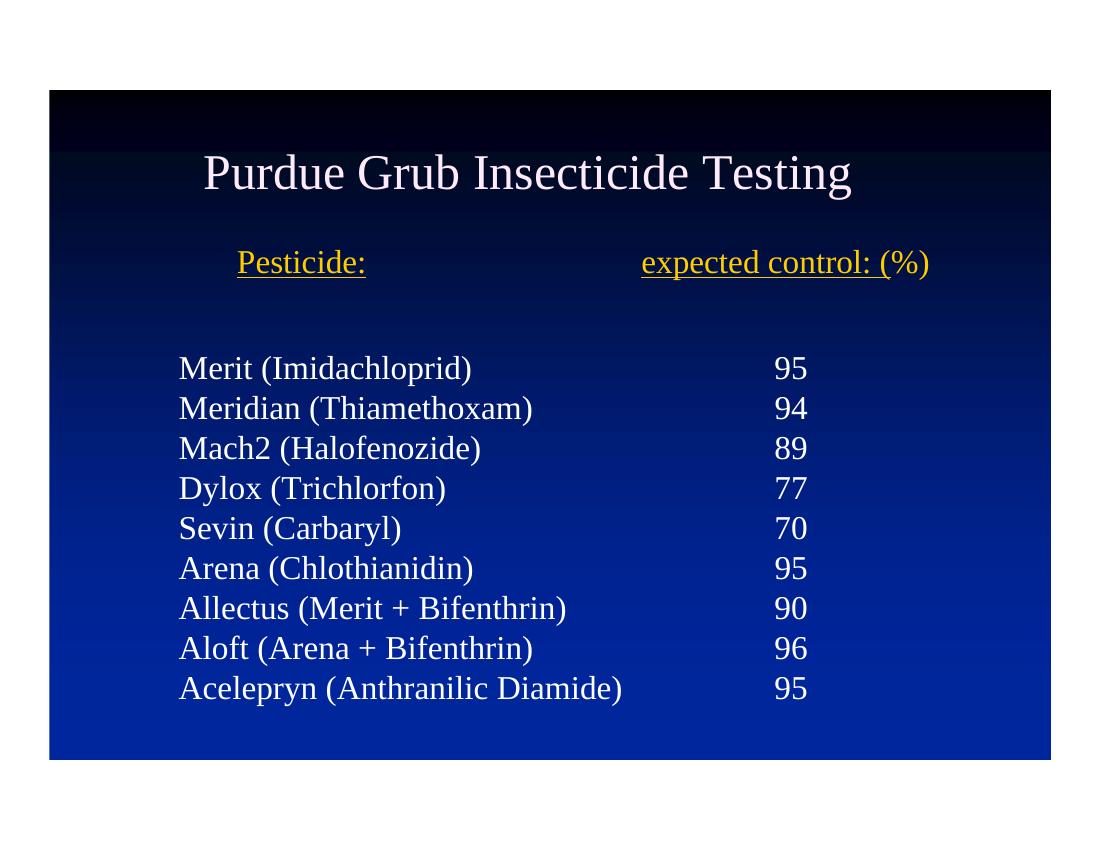 Purdue Grub Insecticide Testing
Pesticide: expected control: (%)
Merit (Imidachloprid) 95
Meridian (Thiamethoxam) 94
Mach2 (Halofenozide) 89
Dylox (Trichlorfon) 77
Sevin (Carbaryl) 70
Arena (Chlothianidin) 95
Allectus (Merit + Bifenthrin) 90
Aloft (Arena + Bifenthrin) 96
Acelepryn (Anthranilic Diamide) 95